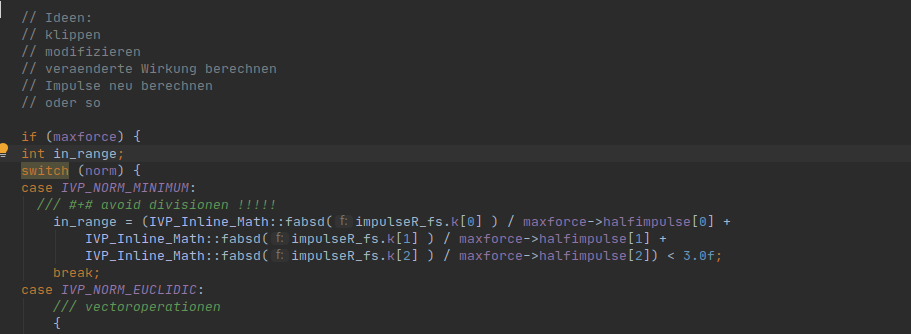 // Ideen:
// klippen
// modifizieren
// veraenderte Wirkung berechnen
// Impulse neu berechnen
// oder so
if (maxforce) {
int in_range;
switch (norm) {
case IVP_NORM_MINIMUM:
/// #+# avoid divisionen !!!!!
in_range = (IVP_Inline_Math::fabsd( f: impulseR_fs.k[0] ) / maxforce->halfimpulse[0] +
IVP_Inline_Math::fabsd( f: impulseR_fs.k[1] ) / maxforce->halfimpulse[1] +
IVP_Inline_Math::fabsd( f: impulseR_fs.k[2] ) / maxforce->halfimpulse[2]) < 3.0f;
break;
case IVP_NORM_EUCLIDIC:
/// vectoroperationen
{